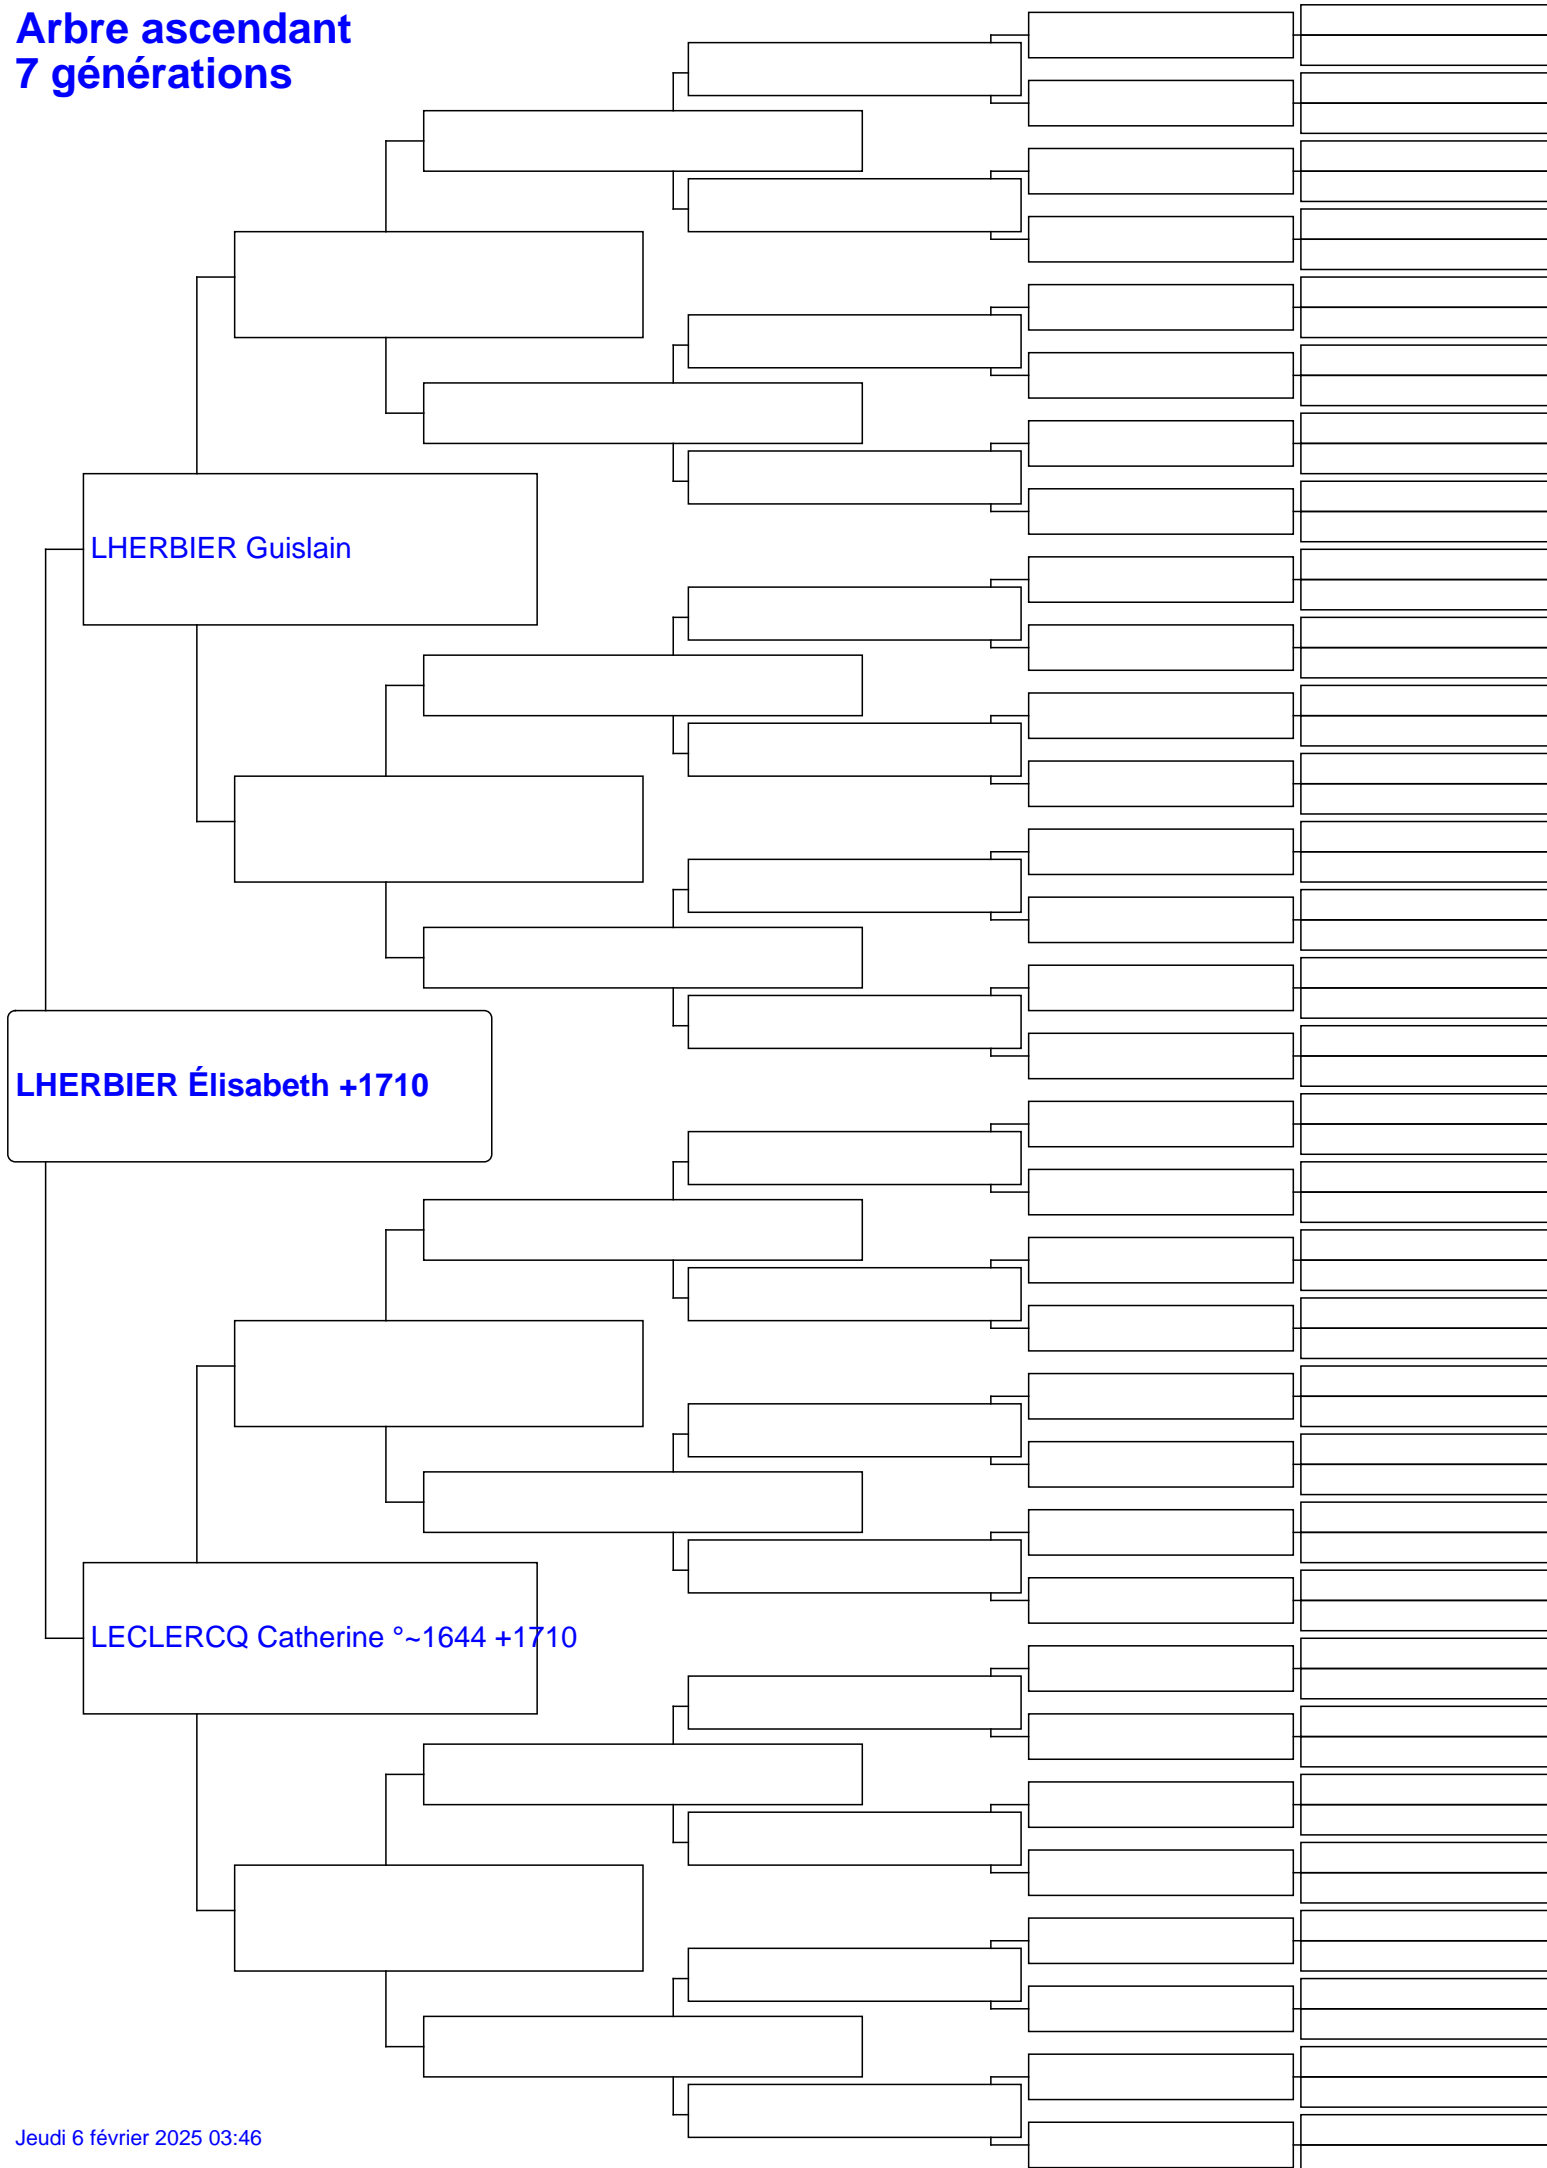 Arbre ascendant
7 générations
LHERBIER Guislain
LHERBIER Élisabeth +1710
LECLERCQ Catherine °~1644 +1710
Jeudi 6 février 2025 03:46